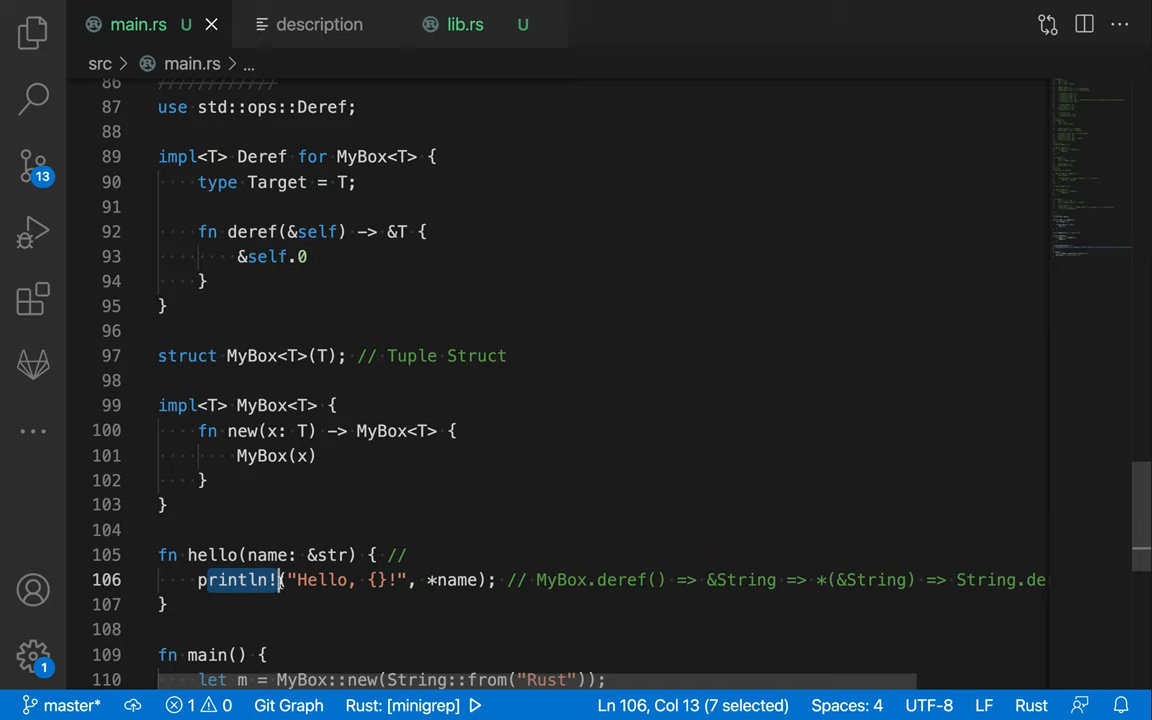 main.rs U description lib.rs U
src > main.rs > ...
86 ////////////
87 use std::ops::Deref;
88
89 impl<T> Deref for MyBox<T> {
90 type Target = T;
91
92 fn deref(&self) -> &T {
93 &self.0
94 }
95 }
96
97 struct MyBox<T>(T); // Tuple Struct
98
99 impl<T> MyBox<T> {
100 fn new(x: T) -> MyBox<T> {
101 MyBox(x)
102 }
103 }
104
105 fn hello(name: &str) { //
106 println!("Hello, {}!", *name); // MyBox.deref() => &String => *(&String) => String.de
107 }
108
109 fn main() {
110 let m = MyBox::new(String::from("Rust"));
13
1
master* 1 0 Git Graph Rust: [minigrep] Ln 106, Col 13 (7 selected) Spaces: 4 UTF-8 LF Rust